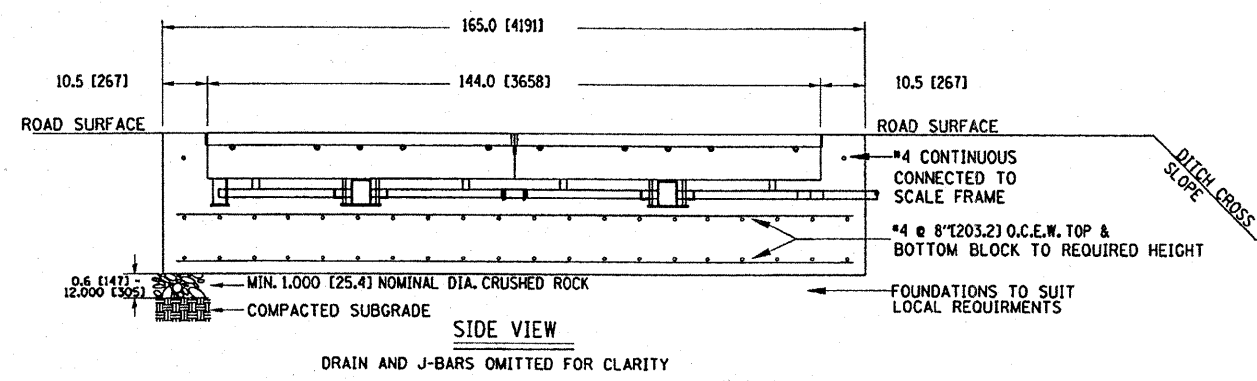 165.0 [4191]
10.5 [267]
144.0 [3658]
10.5 [267]
ROAD SURFACE
ROAD SURFACE
#4 CONTINUOUS
CONNECTED TO
SCALE FRAME
DITCH CROSS
SLOPE
#4 @ 8"[203.2] O.C.E.W. TOP &
BOTTOM BLOCK TO REQUIRED HEIGHT
0.6 [147] -
12.000 [305]
MIN. 1.000 [25.4] NOMINAL DIA. CRUSHED ROCK
COMPACTED SUBGRADE
FOUNDATIONS TO SUIT
LOCAL REQUIRMENTS
SIDE VIEW
DRAIN AND J-BARS OMITTED FOR CLARITY